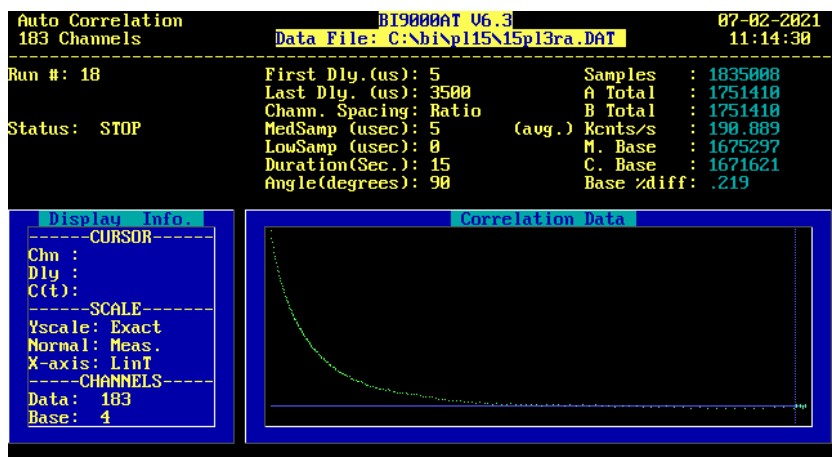 Auto Correlation BI9000AT V6.3 07-02-2021
183 Channels Data File: C:\bi\pl15\15pl3ra.DAT 11:14:30
Run #: 18 First Dly.(us): 5 Samples : 1835008
Last Dly. (us): 3500 A Total : 1751410
Chann. Spacing: Ratio B Total : 1751410
Status: STOP MedSamp (usec): 5 (avg.) Kcnts/s : 190.889
LowSamp (usec): 0 M. Base : 1675297
Duration(Sec.): 15 C. Base : 1671621
Angle(degrees): 90 Base %diff: .219
Display Info.
------CURSOR------
Chn :
Dly :
C(t):
------SCALE-------
Yscale: Exact
Normal: Meas.
X-axis: LinT
-----CHANNELS-----
Data: 183
Base: 4
Correlation Data